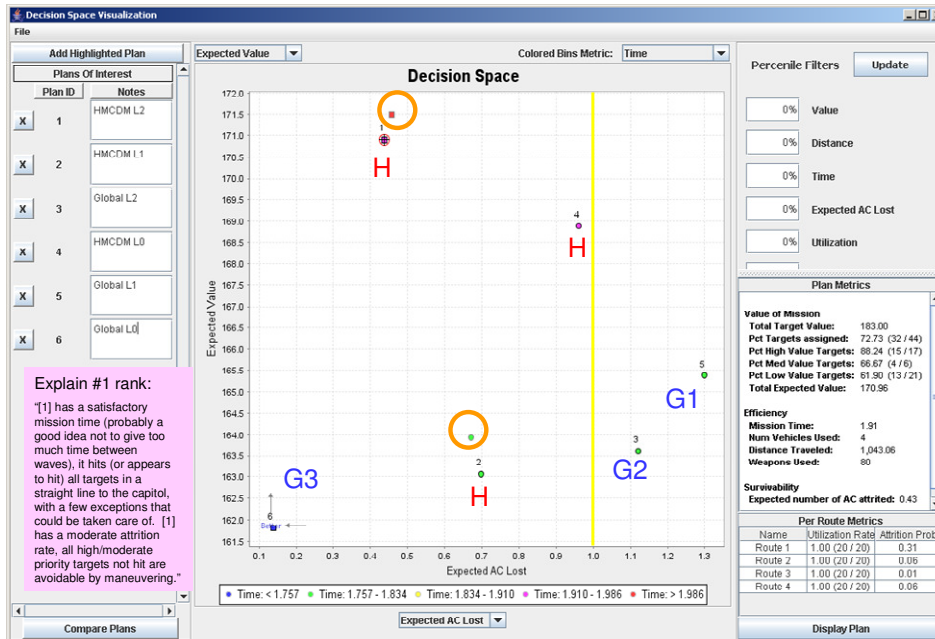 Decision Space Visualization
File
Add Highlighted Plan
Plans Of Interest
Plan ID Notes
X 1 HMCDM L2
X 2 HMCDM L1
X 3 Global L2
X 4 HMCDM L0
X 5 Global L1
X 6 Global L0
Explain #1 rank:
"[1] has a satisfactory
mission time (probably a
good idea not to give too
much time between
waves), it hits (or appears
to hit) all targets in a
straight line to the capitol,
with a few exceptions that
could be taken care of. [1]
has a moderate attrition
rate, all high/moderate
priority targets not hit are
avoidable by maneuvering."
Compare Plans
Expected Value
Colored Bins Metric: Time
Decision Space
172.0
171.5
171.0
170.5
170.0
169.5
169.0
168.5
168.0
167.5
167.0
166.5
166.0
165.5
165.0
164.5
164.0
163.5
163.0
162.5
162.0
161.5
Expected Value
1
H
4
H
5
G1
3
G2
2
H
G3
6
0.1 0.2 0.3 0.4 0.5 0.6 0.7 0.8 0.9 1.0 1.1 1.2 1.3
Expected AC Lost
Time: < 1.757 Time: 1.757 - 1.834 Time: 1.834 - 1.910 Time: 1.910 - 1.986 Time: > 1.986
Expected AC Lost
Percenile Filters Update
0% Value
0% Distance
0% Time
0% Expected AC Lost
0% Utilization
Plan Metrics
Value of Mission
Total Target Value: 183.00
Pct Targets assigned: 72.73 (32 / 44)
Pct High Value Targets: 88.24 (15 / 17)
Pct Med Value Targets: 66.67 (4 / 6)
Pct Low Value Targets: 61.90 (13 / 21)
Total Expected Value: 170.96
Efficiency
Mission Time: 1.91
Num Vehicles Used: 4
Distance Traveled: 1,043.06
Weapons Used: 80
Survivability
Expected number of AC attrited: 0.43
Per Route Metrics
Name Utilization Rate Attrition Prob
Route 1 1.00 (20 / 20) 0.31
Route 2 1.00 (20 / 20) 0.06
Route 3 1.00 (20 / 20) 0.01
Route 4 1.00 (20 / 20) 0.06
Display Plan